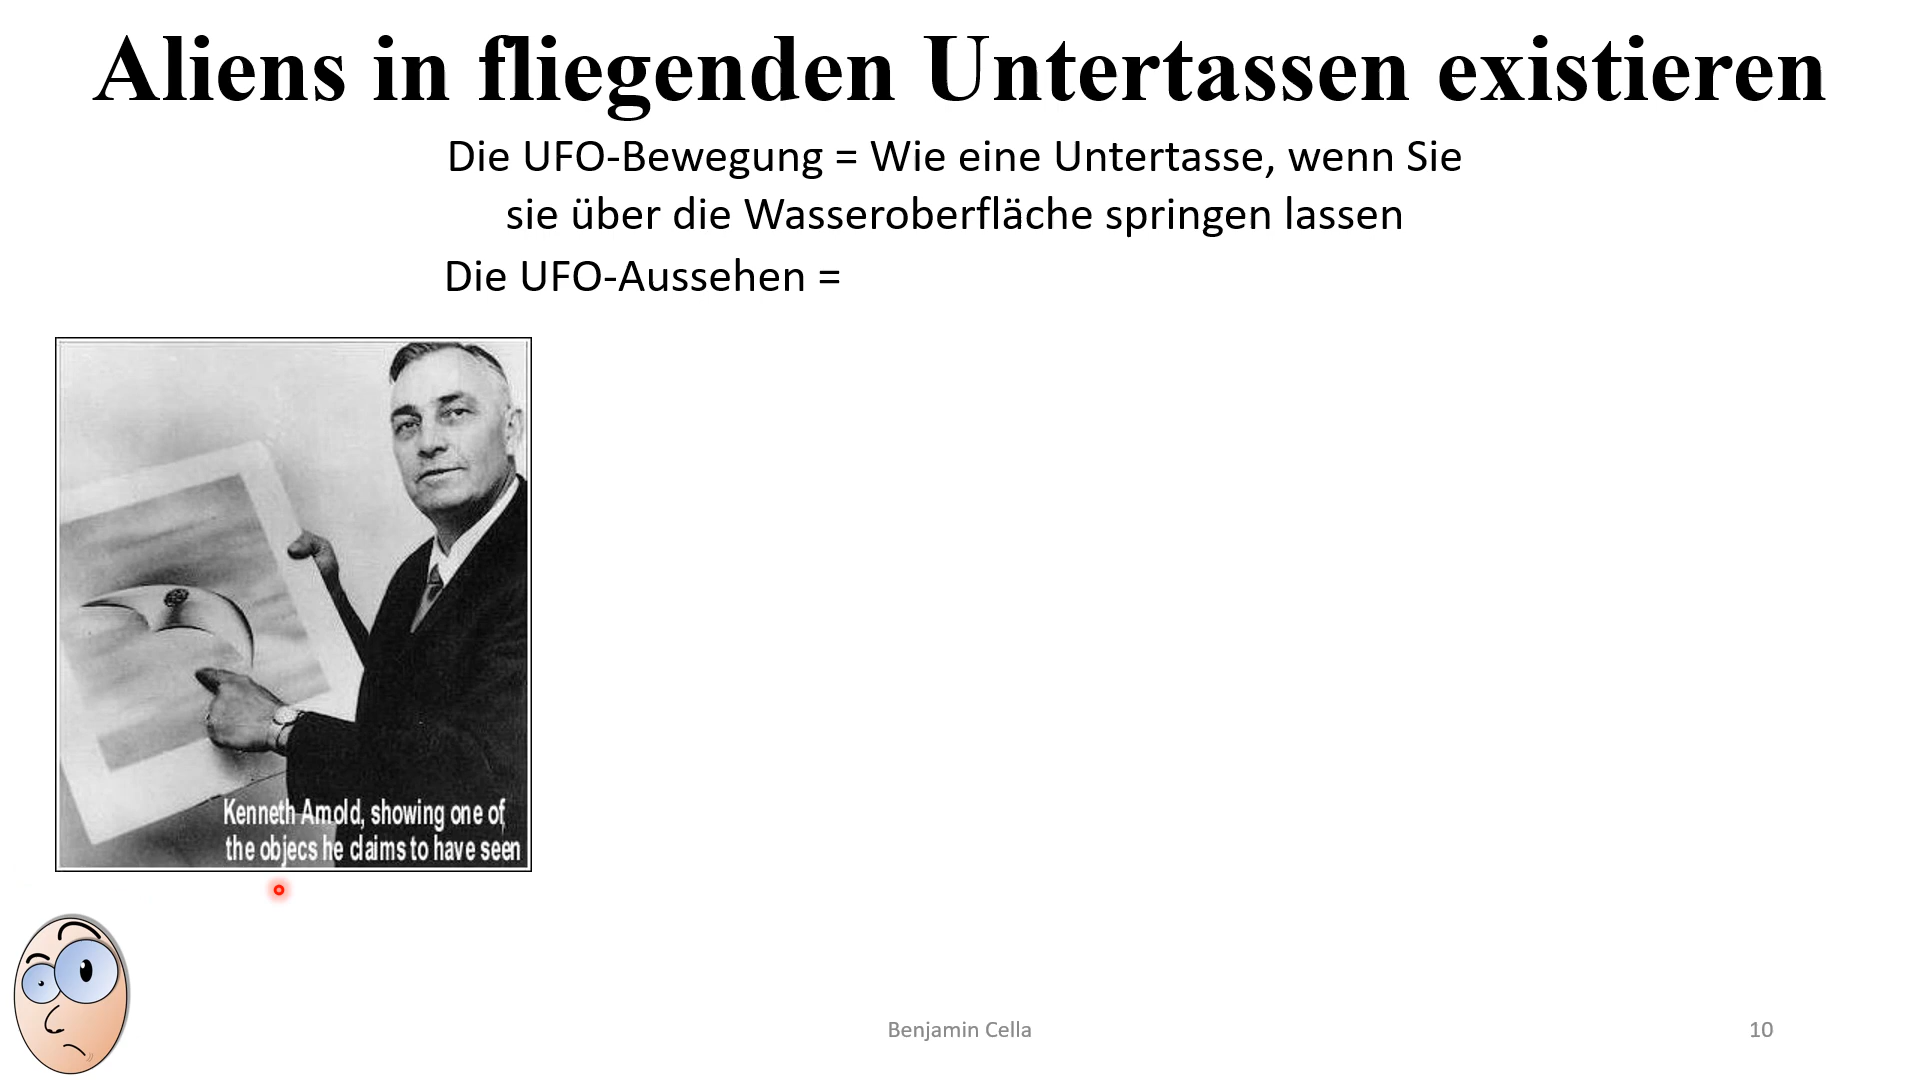 Aliens in fliegenden Untertassen existieren
Die UFO-Bewegung = Wie eine Untertasse, wenn Sie
sie über die Wasseroberfläche springen lassen
Die UFO-Aussehen =
Kenneth Arnold, showing one of
the objecs he claims to have seen
Benjamin Cella
10